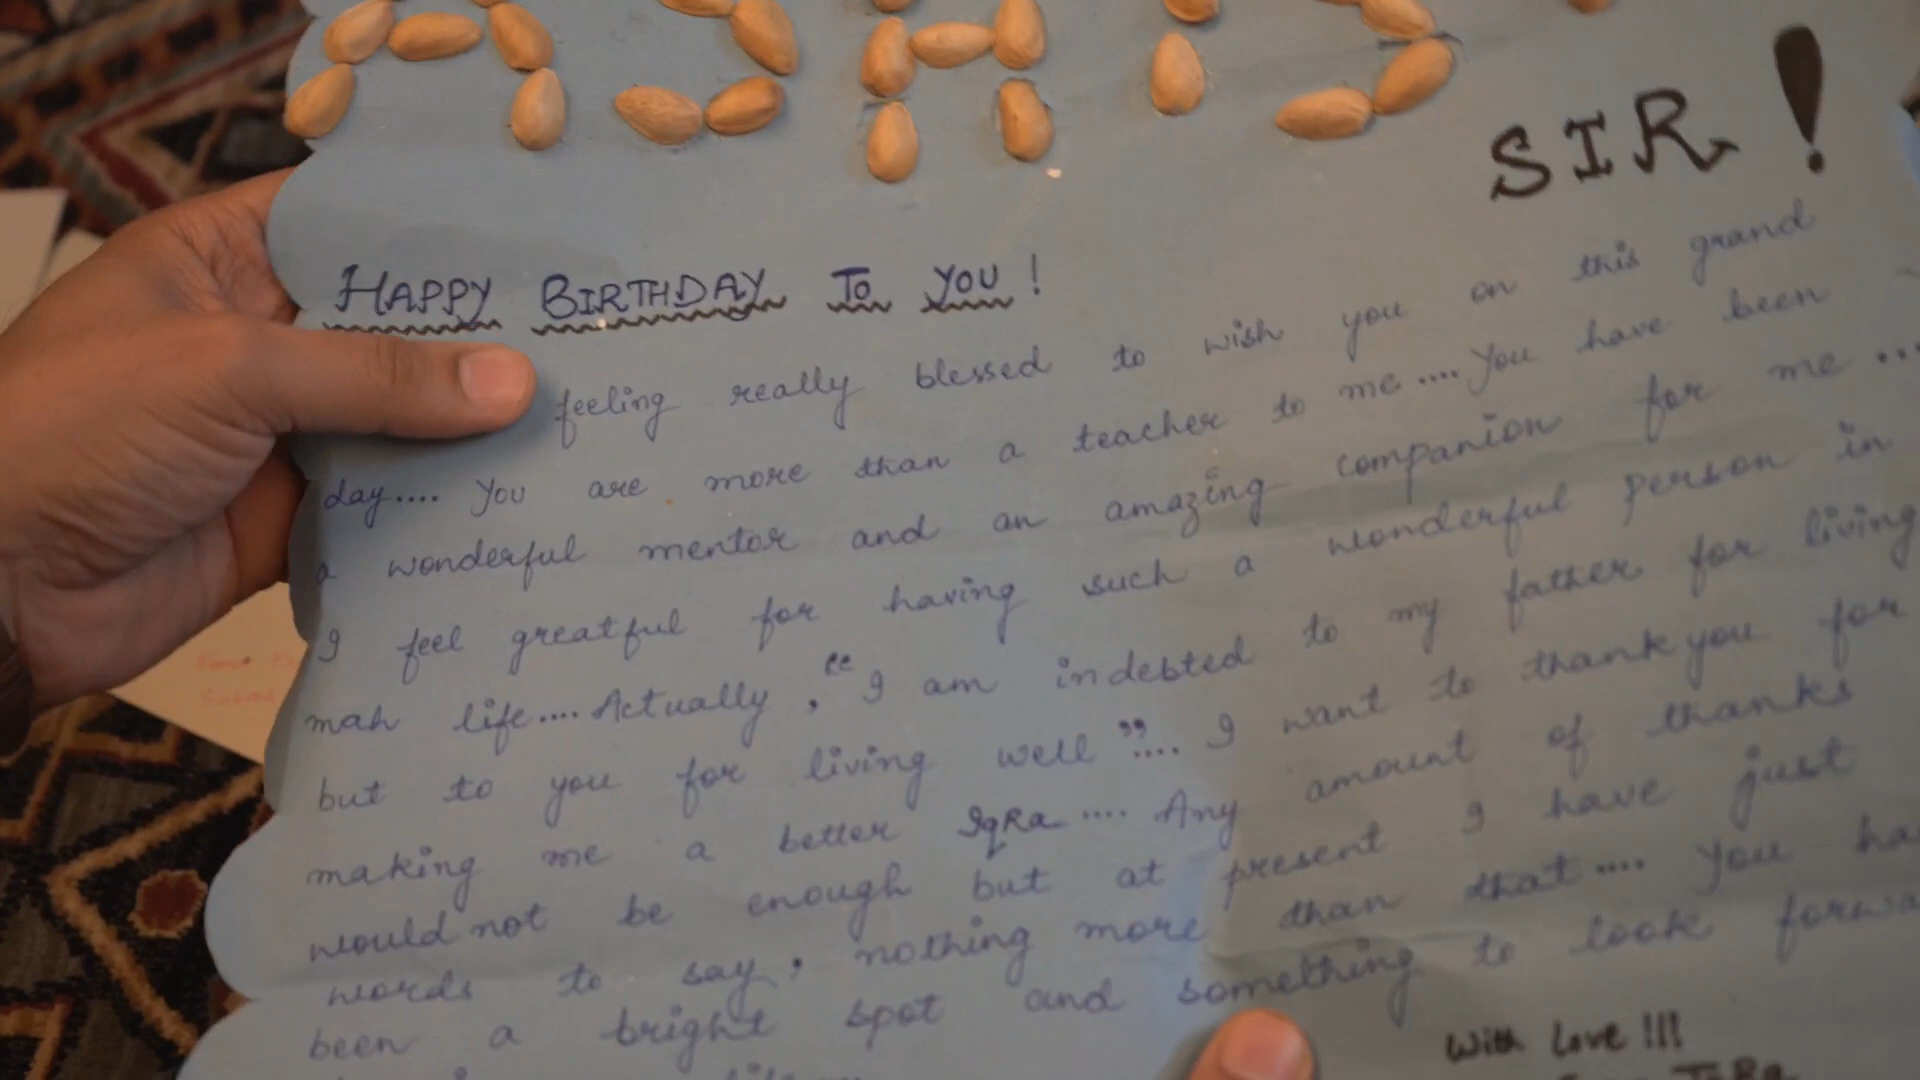 SIR!
HAPPY BIRTHDAY TO YOU!
feeling really blessed to wish you on this grand
day.... You are more than a teacher to me.... You have been
a wonderful mentor and an amazing companion for me ...
I feel greatful for having such a wonderful person in
mah life.... Actually, "I am indebted to my father for living
but to you for living well".... I want to thank you for
making me a better IqRa.... Any amount of thanks
would not be enough but at present I have just
words to say, nothing more than that.... You
been a bright spot and something to look
With Love!!!